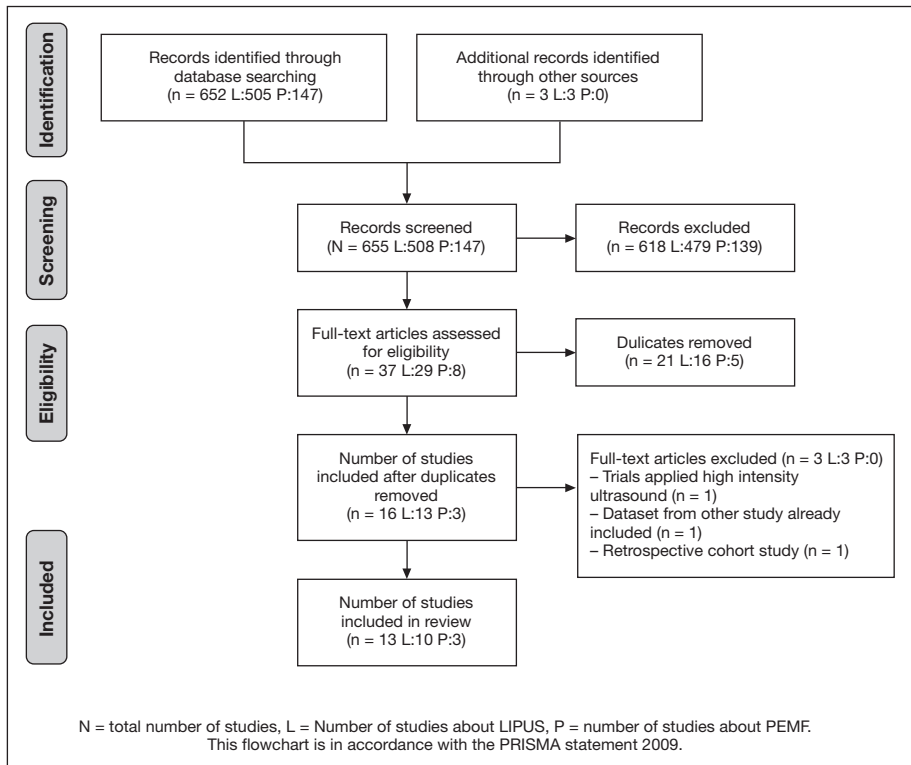 Identification
Records identified through
database searching
(n = 652 L:505 P:147)
Additional records identified
through other sources
(n = 3 L:3 P:0)
Screening
Records screened
(N = 655 L:508 P:147)
Records excluded
(n = 618 L:479 P:139)
Eligibility
Full-text articles assessed
for eligibility
(n = 37 L:29 P:8)
Dulicates removed
(n = 21 L:16 P:5)
Number of studies
included after duplicates
removed
(n = 16 L:13 P:3)
Full-text articles excluded (n = 3 L:3 P:0)
– Trials applied high intensity
ultrasound (n = 1)
– Dataset from other study already
included (n = 1)
– Retrospective cohort study (n = 1)
Included
Number of studies
included in review
(n = 13 L:10 P:3)
N = total number of studies, L = Number of studies about LIPUS, P = number of studies about PEMF.
This flowchart is in accordance with the PRISMA statement 2009.